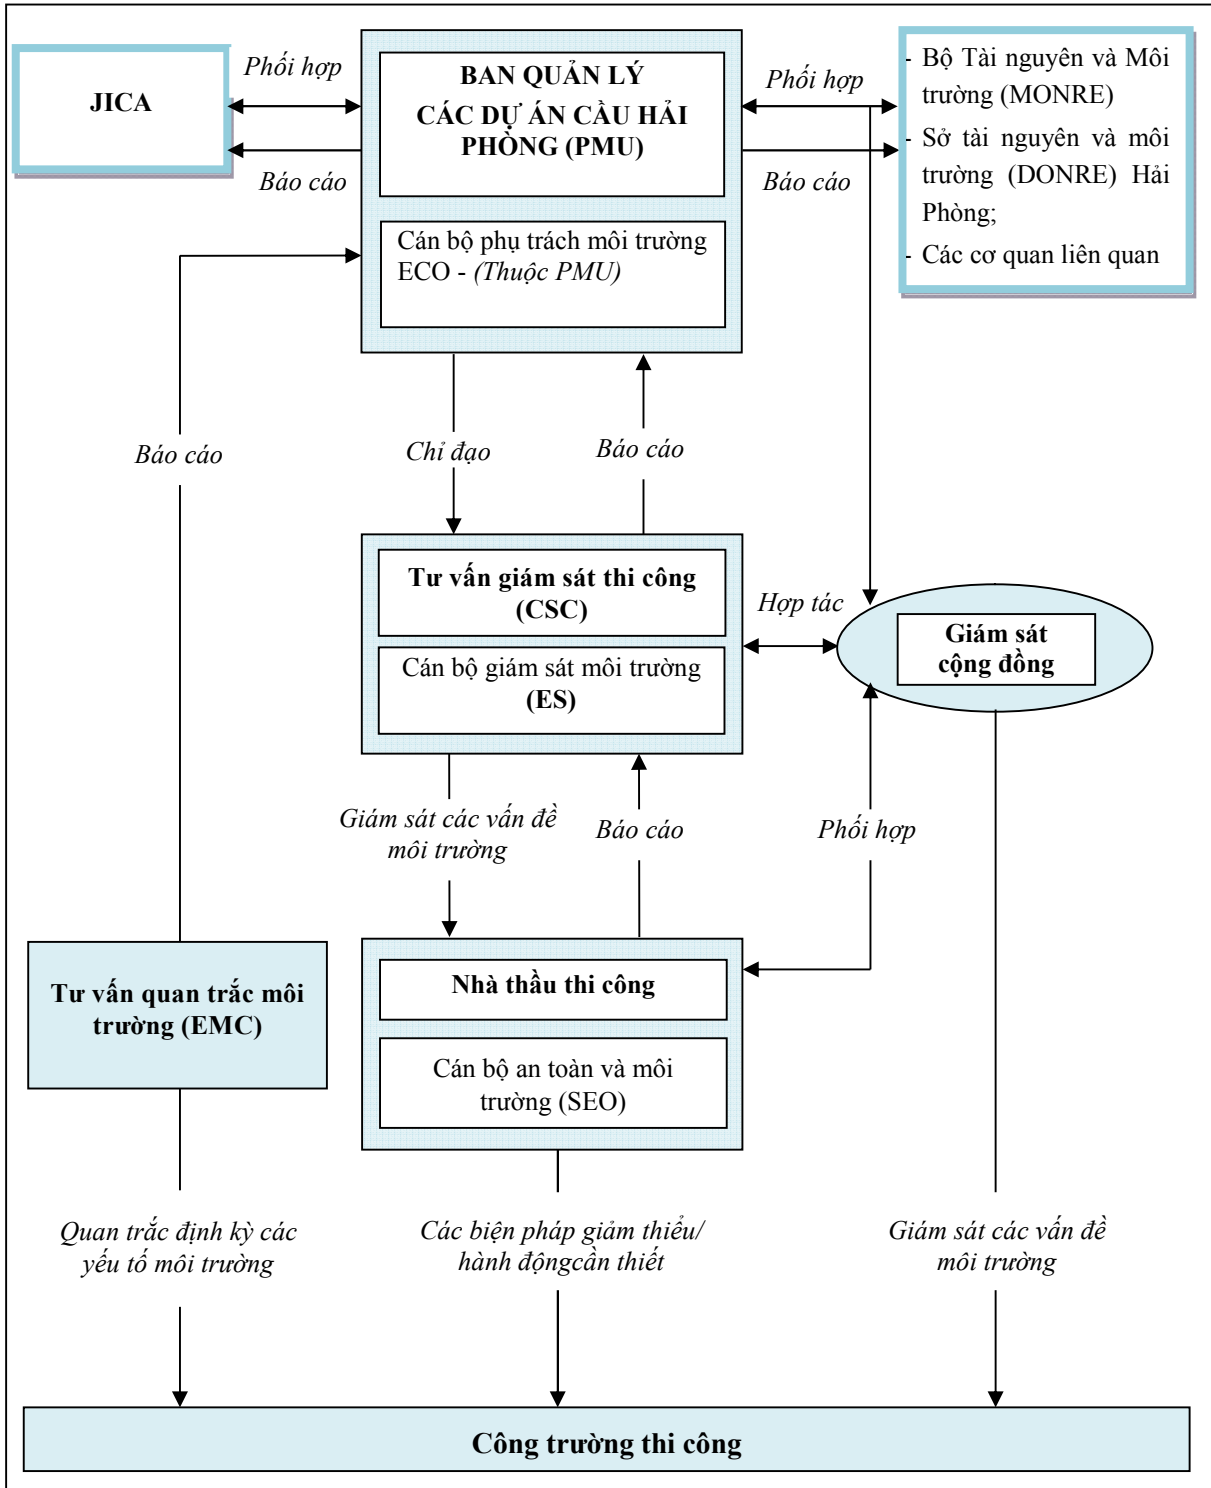 JICA
Phối hợp
Báo cáo
BAN QUẢN LÝ
CÁC DỰ ÁN CẦU HẢI
PHÒNG (PMU)
Cán bộ phụ trách môi trường
ECO - (Thuộc PMU)
Phối hợp
Báo cáo
- Bộ Tài nguyên và Môi
trường (MONRE)
- Sở tài nguyên và môi
trường (DONRE) Hải
Phòng;
- Các cơ quan liên quan
Báo cáo
Chỉ đạo
Báo cáo
Tư vấn giám sát thi công
(CSC)
Cán bộ giám sát môi trường
(ES)
Hợp tác
Giám sát
cộng đồng
Giám sát các vấn đề
môi trường
Báo cáo
Phối hợp
Tư vấn quan trắc môi
trường (EMC)
Nhà thầu thi công
Cán bộ an toàn và môi
trường (SEO)
Quan trắc định kỳ các
yếu tố môi trường
Các biện pháp giảm thiểu/
hành độngcần thiết
Giám sát các vấn đề
môi trường
Công trường thi công